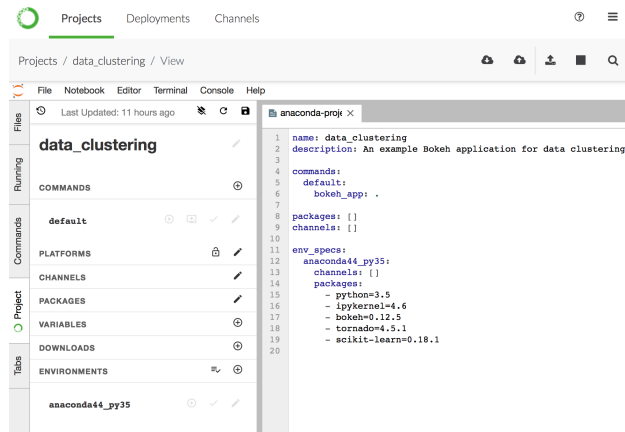 Projects Deployments Channels
Projects / data_clustering / View
File Notebook Editor Terminal Console Help
Files
Running
Commands
Project
Tabs
Last Updated: 11 hours ago
data_clustering
COMMANDS
default
PLATFORMS
CHANNELS
PACKAGES
VARIABLES
DOWNLOADS
ENVIRONMENTS
anaconda44_py35
anaconda-proje ×
1 name: data_clustering
2 description: An example Bokeh application for data clustering
3
4 commands:
5 default:
6 bokeh_app: .
7
8 packages: []
9 channels: []
10
11 env_specs:
12 anaconda44_py35:
13 channels: []
14 packages:
15 - python=3.5
16 - ipykernel=4.6
17 - bokeh=0.12.5
18 - tornado=4.5.1
19 - scikit-learn=0.18.1
20